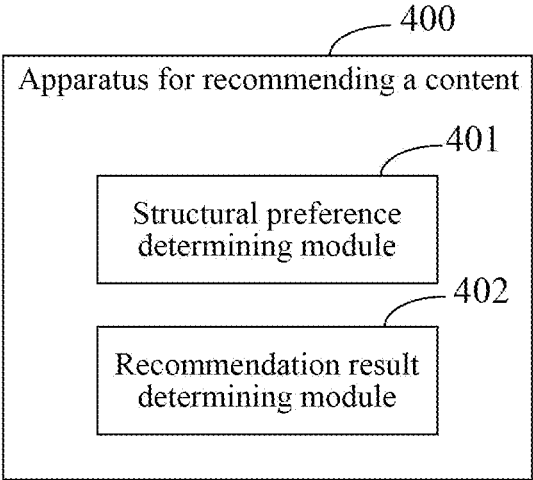 400
Apparatus for recommending a content
401
Structural preference
determining module
402
Recommendation result
determining module